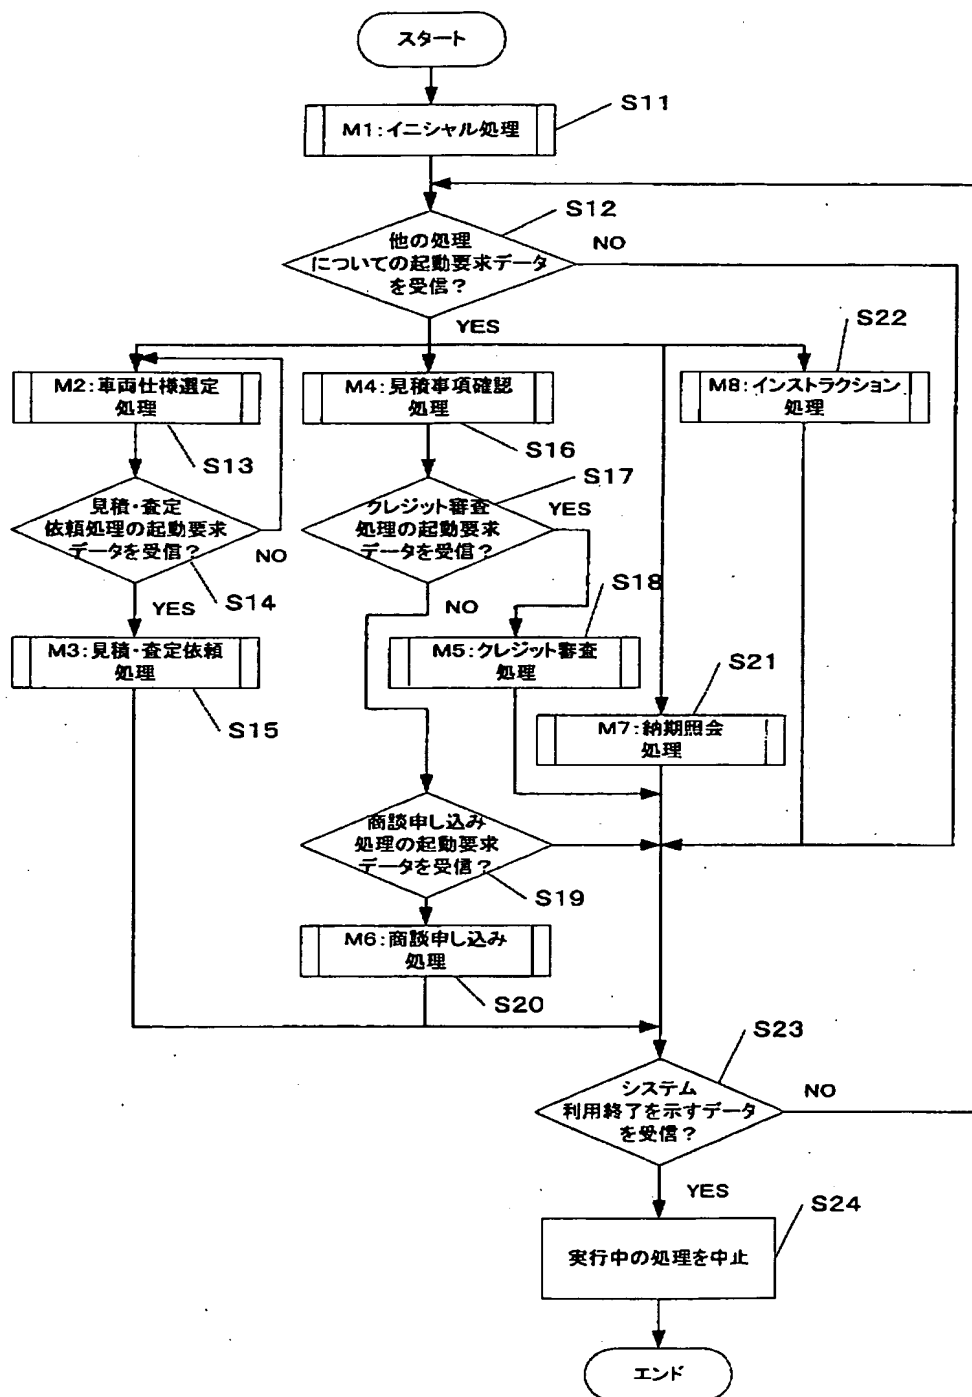 スタート
S11
M1:イニシャル処理
S12
他の処理
についての起動要求データ
を受信?
NO
YES
S22
M2:車両仕様選定
処理
M4:見積事項確認
処理
M8:インストラクション
処理
S13
S16
S17
見積・査定
依頼処理の起動要求
データを受信?
NO
クレジット審査
処理の起動要求
データを受信?
YES
S14
YES
NO
S18
M3:見積・査定依頼
処理
M5:クレジット審査
処理
S21
S15
M7:納期照会
処理
商談申し込み
処理の起動要求
データを受信?
S19
M6:商談申し込み
処理
S20
S23
システム
利用終了を示すデータ
を受信?
NO
YES
S24
実行中の処理を中止
エンド